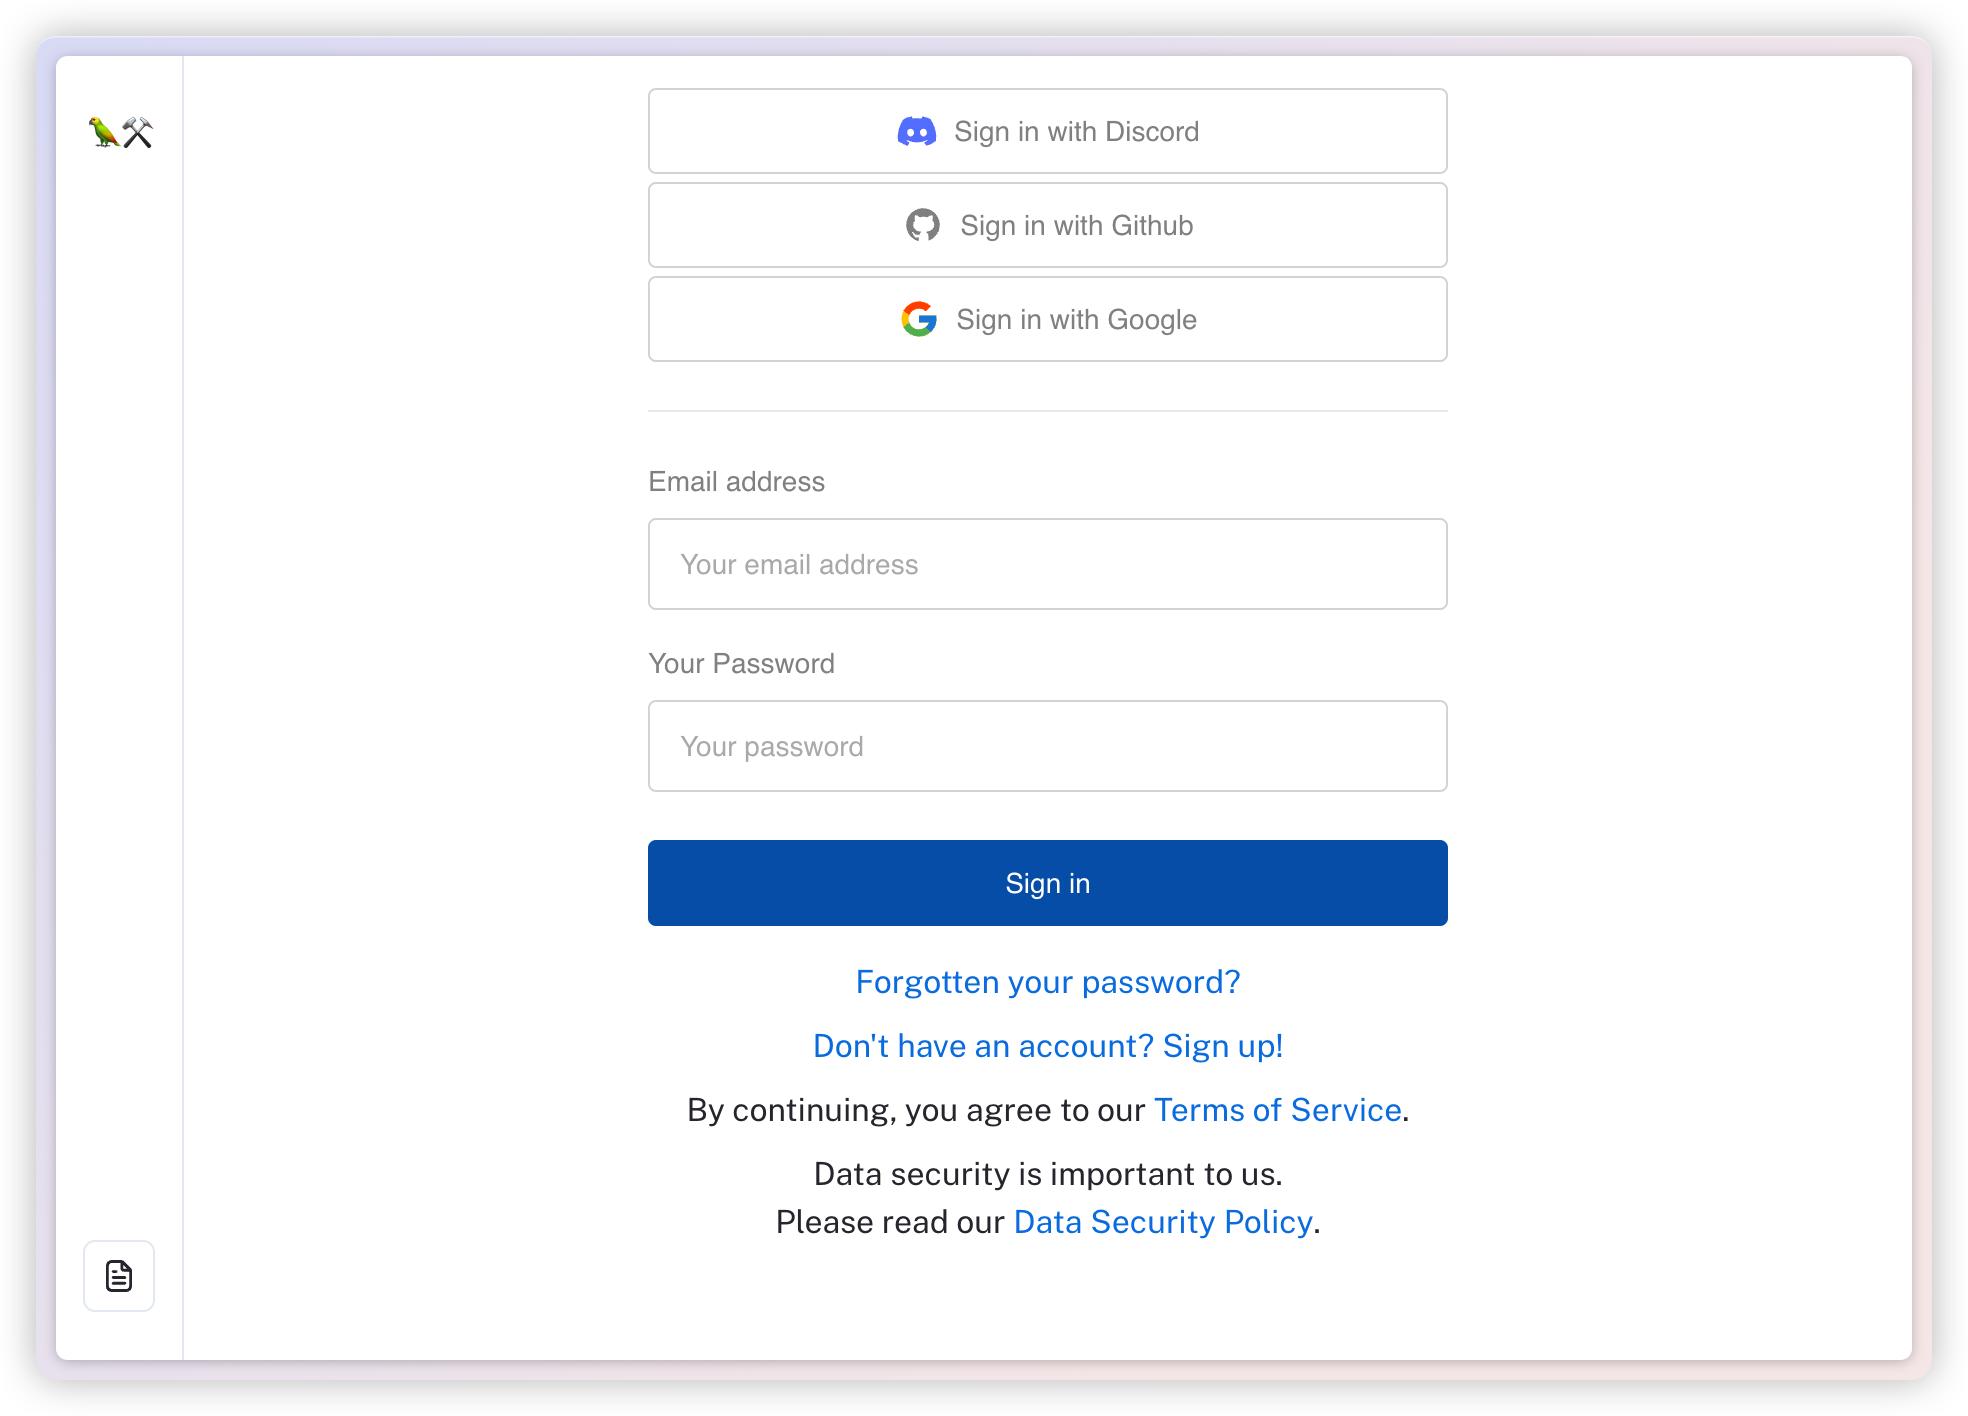 Sign in with Discord
Sign in with Github
Sign in with Google
Email address
Your email address
Your Password
Your password
Sign in
Forgotten your password?
Don't have an account? Sign up!
By continuing, you agree to our Terms of Service.
Data security is important to us.
Please read our Data Security Policy.